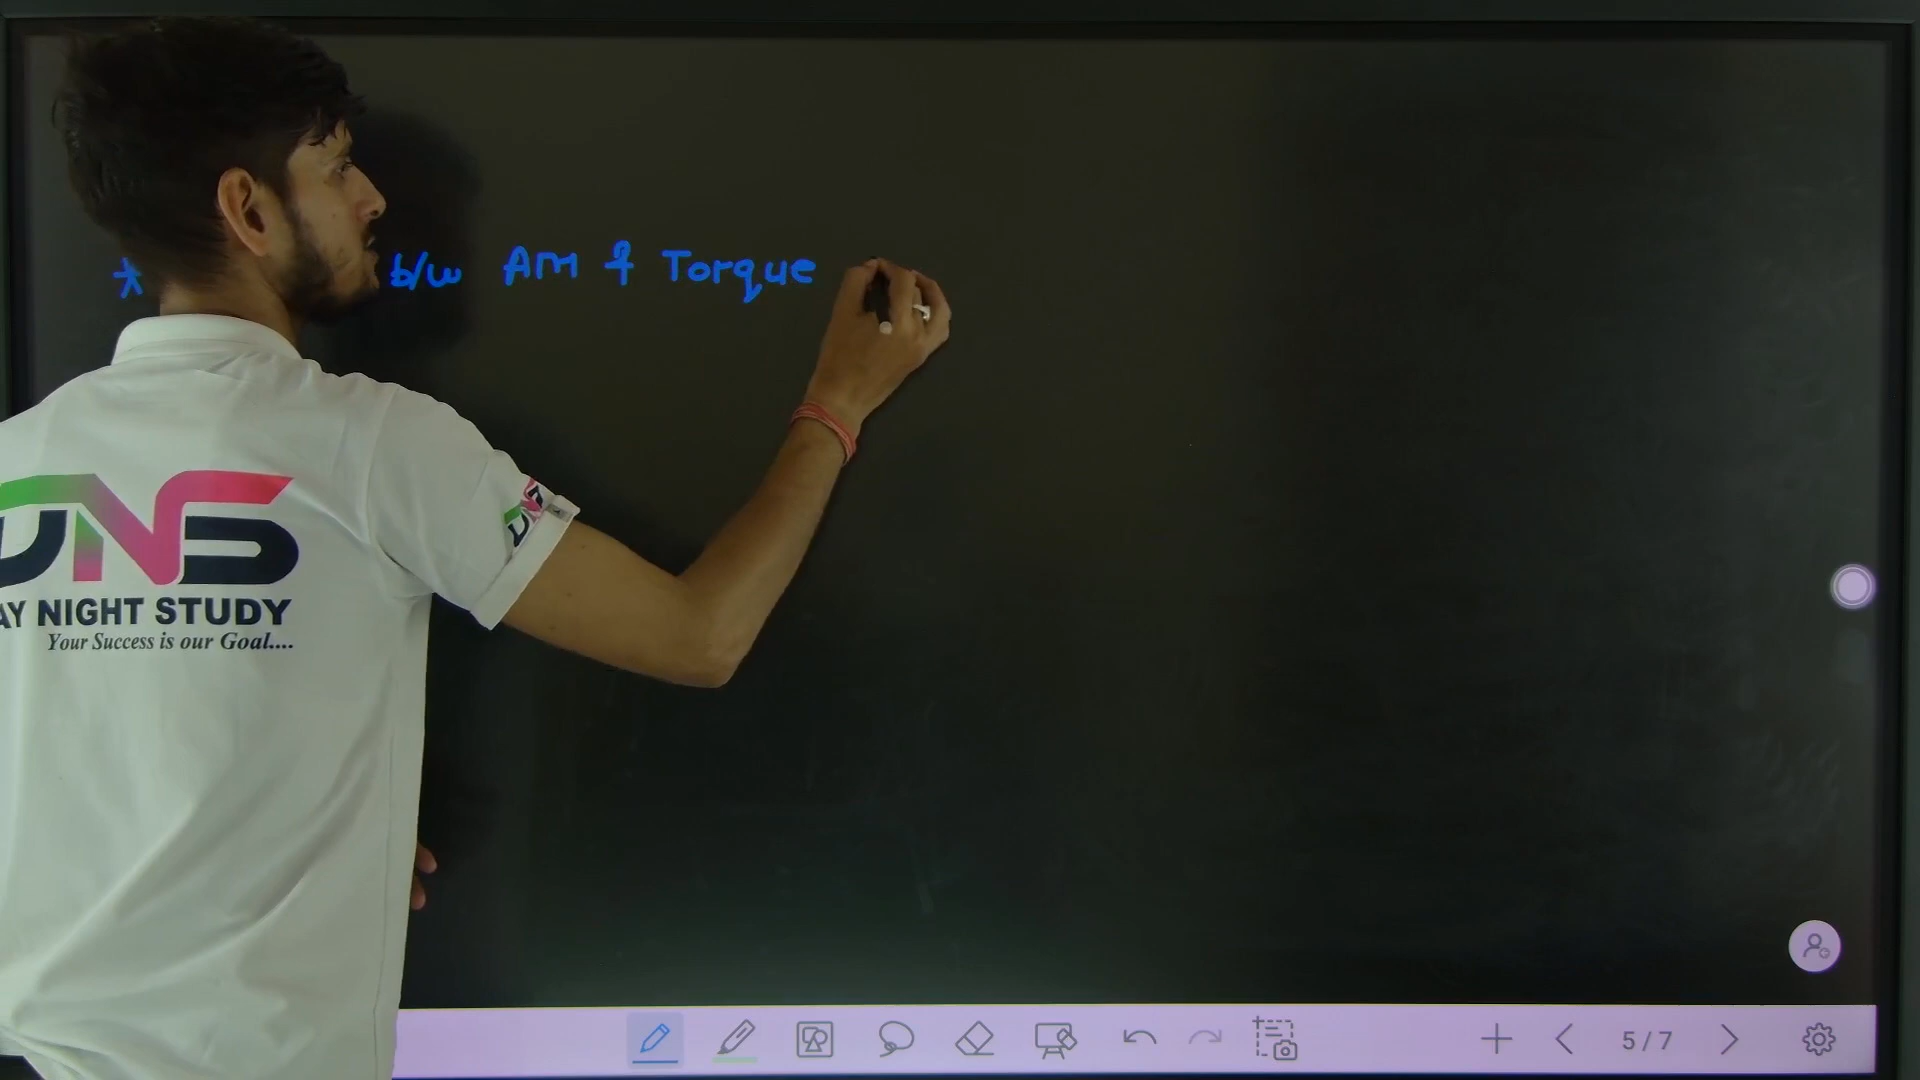 * b/w AM & Torque
DNS
AY NIGHT STUDY
Your Success is our Goal....
5/7